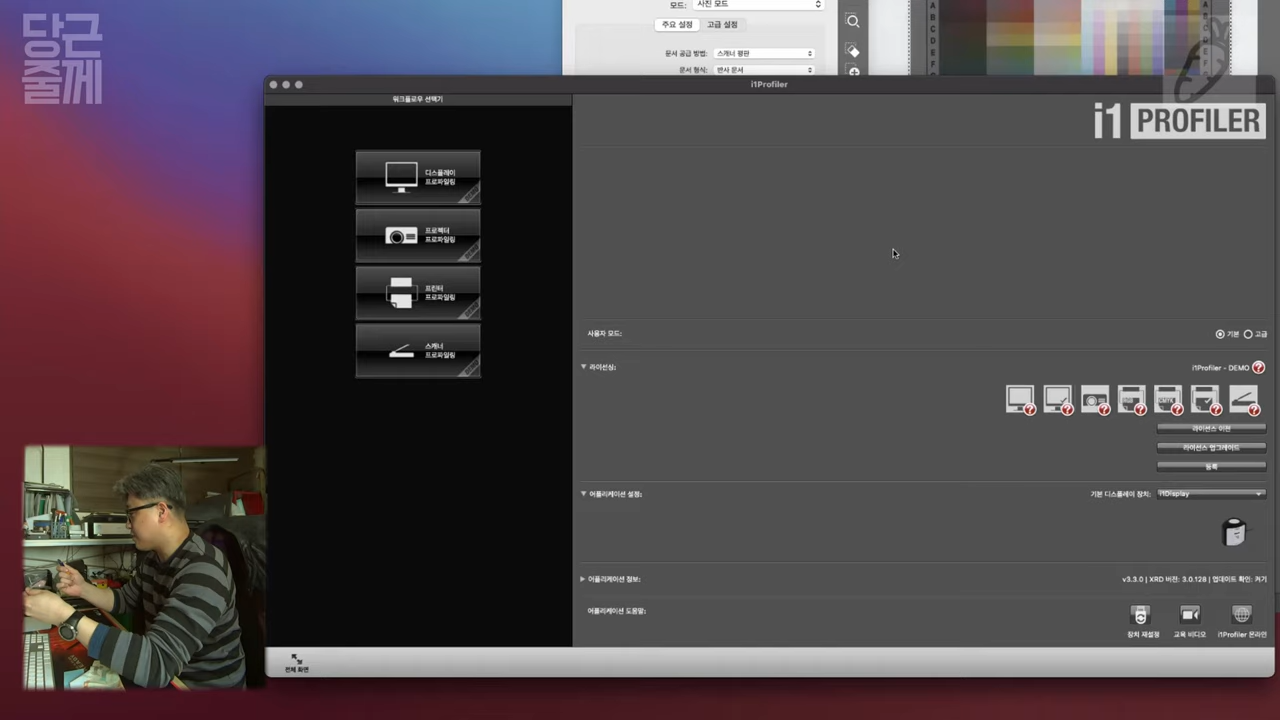 당근
줄게
모드: 사진 모드
주요 설정 고급 설정
문서 공급 방법: 스캐너 평판
문서 형식: 반사 문서
A
B
C
D
E
F
i1Profiler
워크플로우 선택기
i1 PROFILER
디스플레이
프로파일링
프로젝터
프로파일링
프린터
프로파일링
스캐너
프로파일링
사용자 모드: 기본 고급
라이선싱: i1Profiler - DEMO
RGB CMYK
라이선스 이전
라이선스 업그레이드
등록
어플리케이션 설정: 기본 디스플레이 장치: i1Display
어플리케이션 정보: v3.3.0 | XRD 버전: 3.0.128 | 업데이트 확인: 켜기
어플리케이션 도움말:
장치 재설정 교육 비디오 i1Profiler 온라인
전체 화면